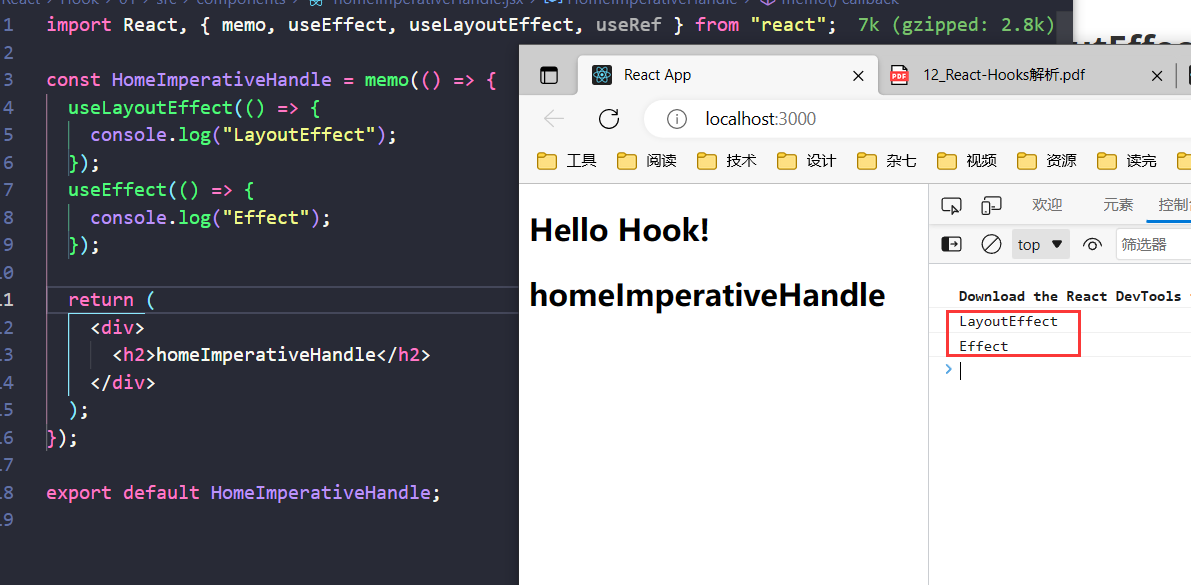 React > Hook > 01 > src > components > HomeImperativeHandle.jsx > HomeImperativeHandle > memo() callback
1 import React, { memo, useEffect, useLayoutEffect, useRef } from "react"; 7k (gzipped: 2.8k)
2
3 const HomeImperativeHandle = memo(() => {
4 useLayoutEffect(() => {
5 console.log("LayoutEffect");
6 });
7 useEffect(() => {
8 console.log("Effect");
9 });
10
11 return (
12 <div>
13 <h2>homeImperativeHandle</h2>
14 </div>
15 );
16 });
17
18 export default HomeImperativeHandle;
19
React App
12_React-Hooks解析.pdf
localhost:3000
工具 阅读 技术 设计 杂七 视频 资源 读完
Hello Hook!
homeImperativeHandle
欢迎 元素 控制台
top 筛选器
Download the React DevTools
LayoutEffect
Effect